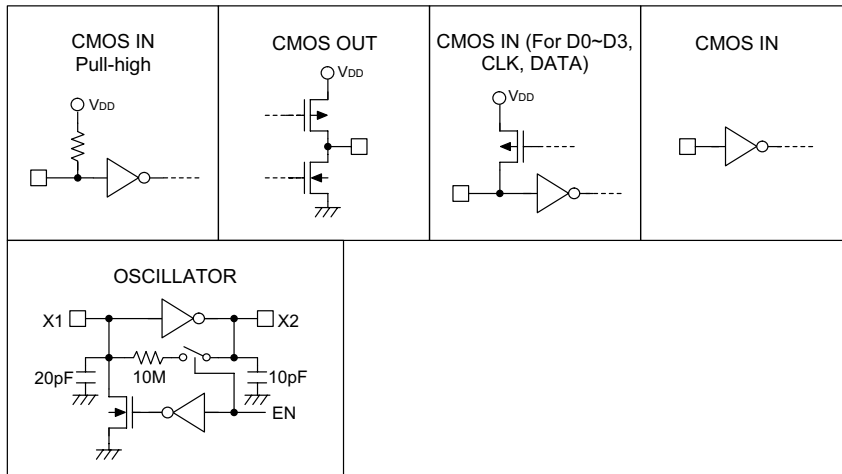 CMOS IN
Pull-high
VDD
CMOS OUT
VDD
CMOS IN (For D0~D3,
CLK, DATA)
VDD
CMOS IN
OSCILLATOR
X1
X2
20pF
10M
10pF
EN